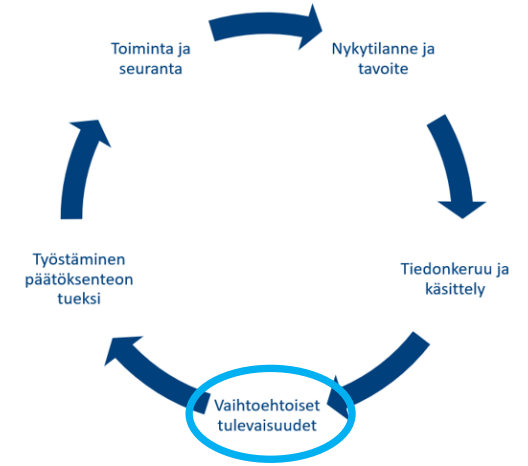 Toiminta ja
seuranta
Nykytilanne ja
tavoite
Tiedonkeruu ja
käsittely
Vaihtoehtoiset
tulevaisuudet
Työstäminen
päätöksenteon
tueksi